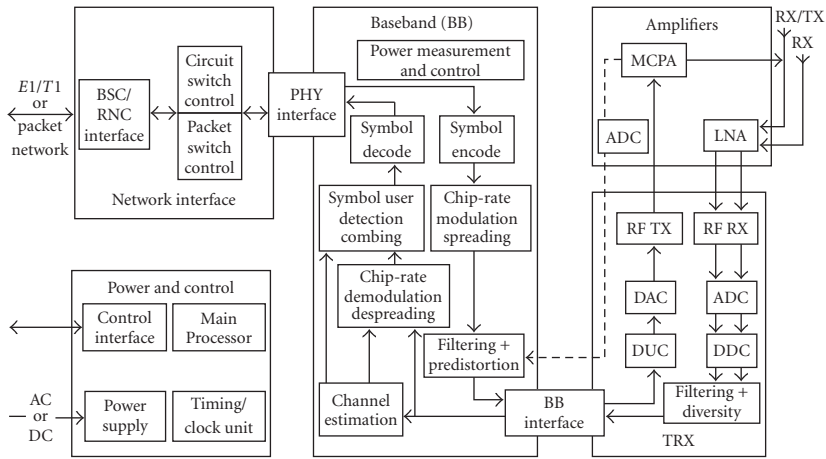 E1/T1
or
packet
network
BSC/
RNC
interface
Circuit
switch
control
Packet
switch
control
Network interface
PHY
interface
Baseband (BB)
Power measurement
and control
Symbol
decode
Symbol
encode
Symbol user
detection
combing
Chip-rate
modulation
spreading
Chip-rate
demodulation
despreading
Filtering +
predistortion
Channel
estimation
BB
interface
Amplifiers
RX/TX
RX
MCPA
ADC
LNA
RF TX
RF RX
DAC
ADC
DUC
DDC
Filtering +
diversity
TRX
Power and control
Control
interface
Main
Processor
AC
or
DC
Power
supply
Timing/
clock unit